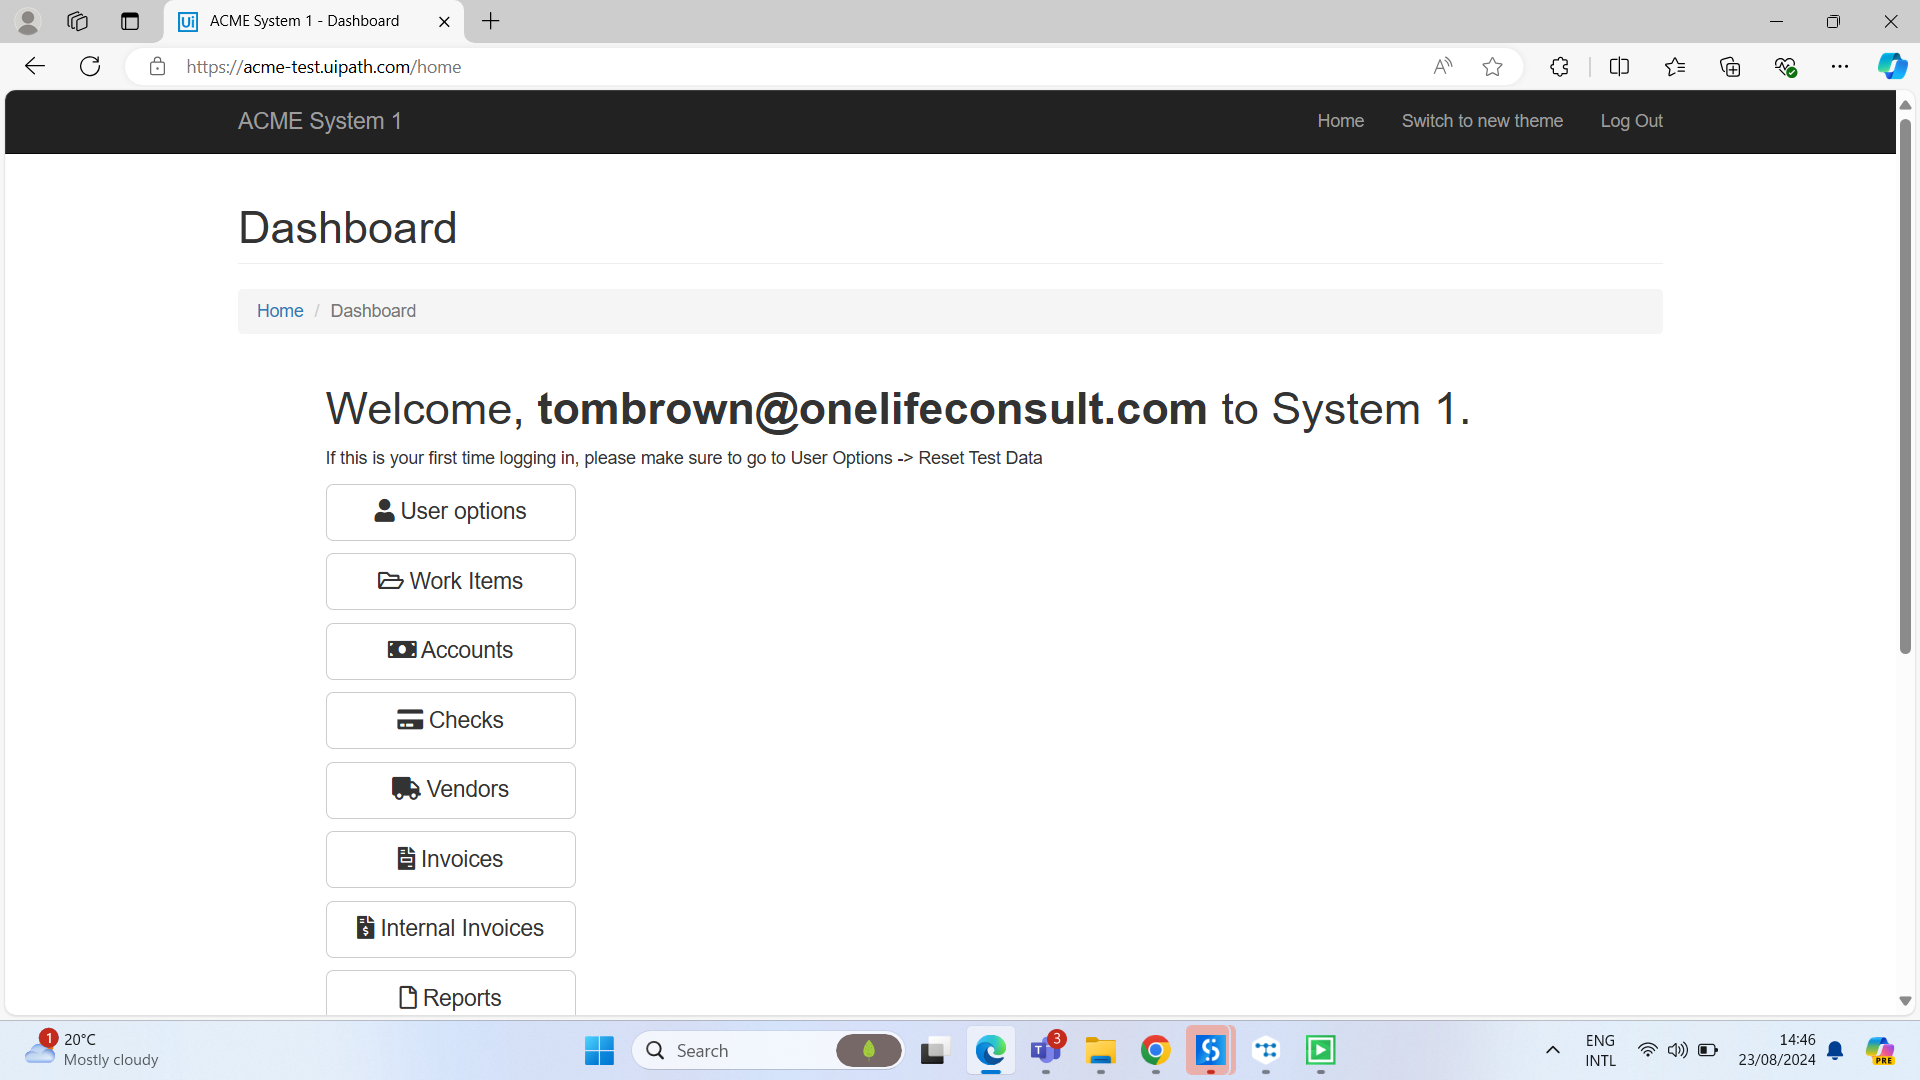 ACME System 1 - Dashboard
https://acme-test.uipath.com/home
ACME System 1
Home
Switch to new theme
Log Out
Dashboard
Home / Dashboard
Welcome, tombrown@onelifeconsult.com to System 1.
If this is your first time logging in, please make sure to go to User Options -> Reset Test Data
User options
Work Items
Accounts
Checks
Vendors
Invoices
Internal Invoices
Reports
1
20°C
Mostly cloudy
Search
3
ENG
INTL
14:46
23/08/2024
PRE